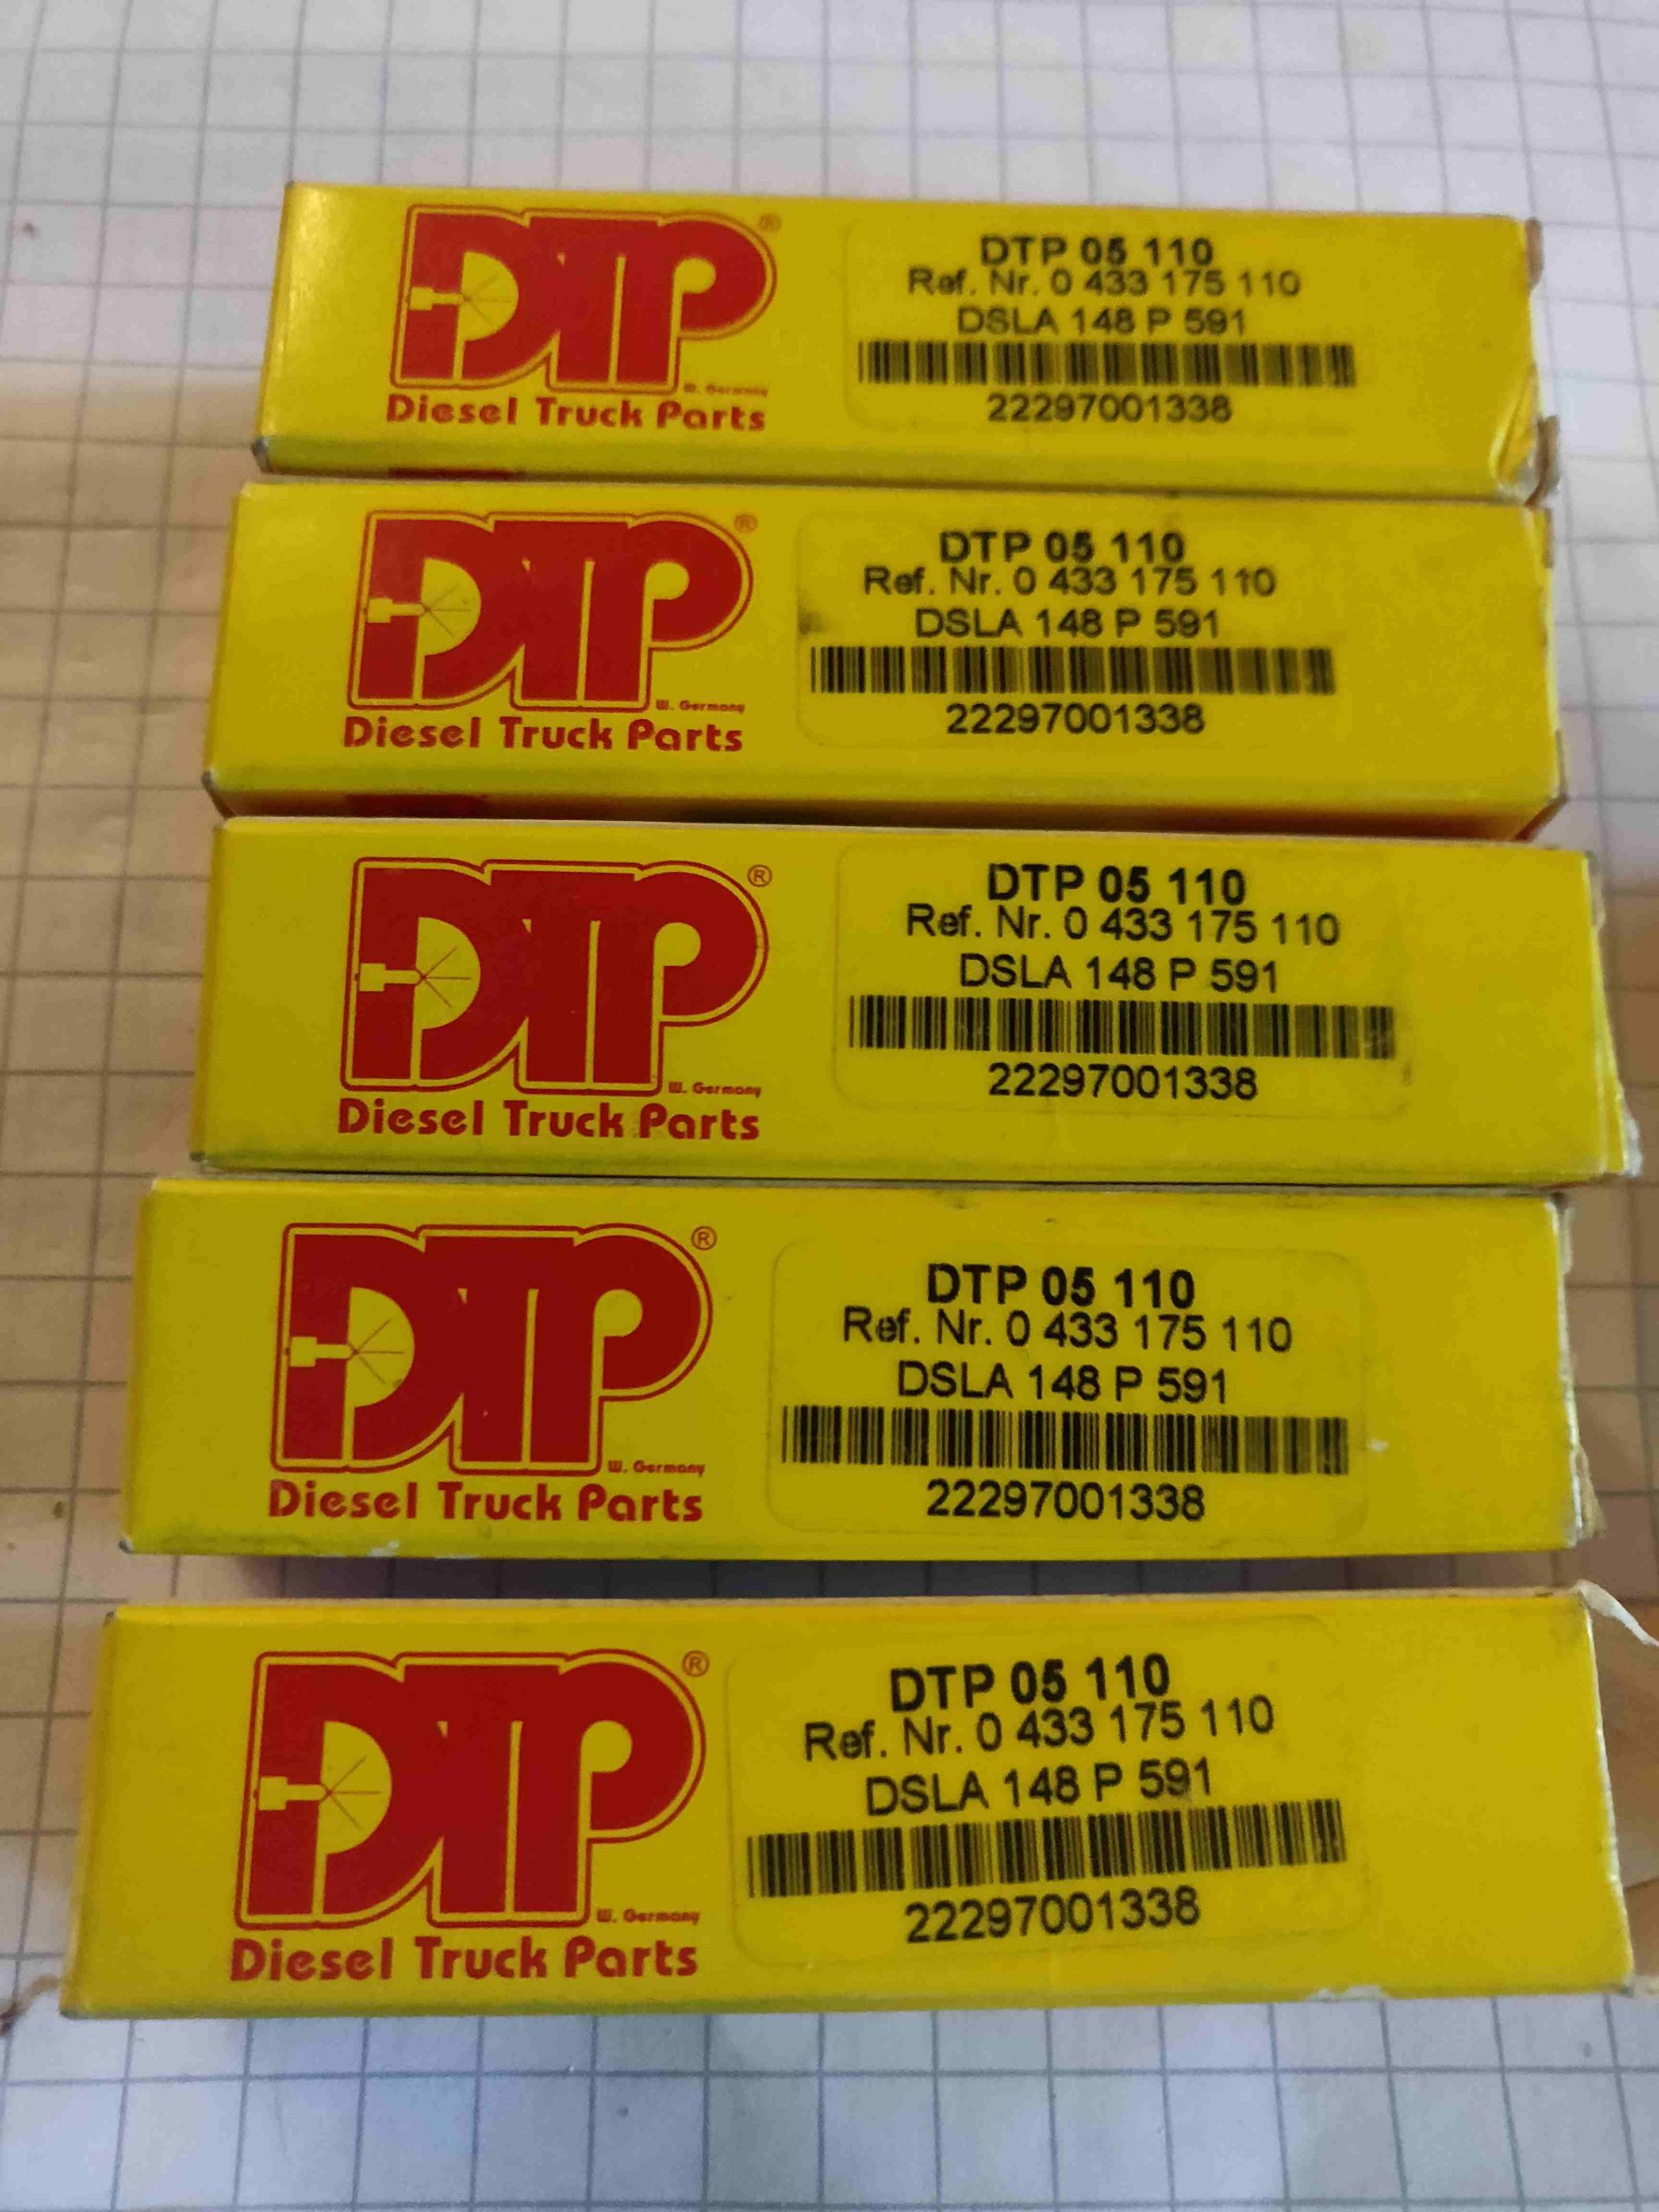 DTP®
W. Germany
Diesel Truck Parts
DTP 05 110
Ref. Nr. 0 433 175 110
DSLA 148 P 591
22297001338
DTP®
W. Germany
Diesel Truck Parts
DTP 05 110
Ref. Nr. 0 433 175 110
DSLA 148 P 591
22297001338
DTP®
W. Germany
Diesel Truck Parts
DTP 05 110
Ref. Nr. 0 433 175 110
DSLA 148 P 591
22297001338
DTP®
W. Germany
Diesel Truck Parts
DTP 05 110
Ref. Nr. 0 433 175 110
DSLA 148 P 591
22297001338
DTP®
W. Germany
Diesel Truck Parts
DTP 05 110
Ref. Nr. 0 433 175 110
DSLA 148 P 591
22297001338